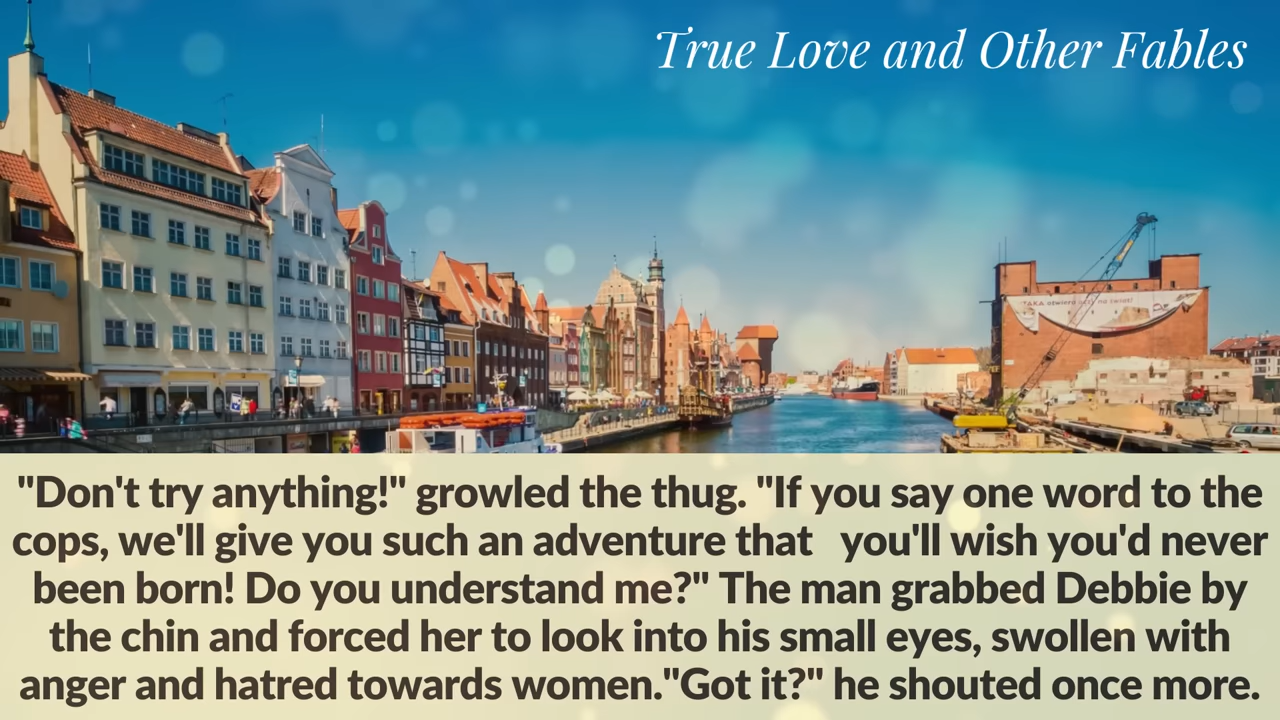 True Love and Other Fables
"Don't try anything!" growled the thug. "If you say one word to the
cops, we'll give you such an adventure that   you'll wish you'd never
been born! Do you understand me?" The man grabbed Debbie by
the chin and forced her to look into his small eyes, swollen with
anger and hatred towards women."Got it?" he shouted once more.